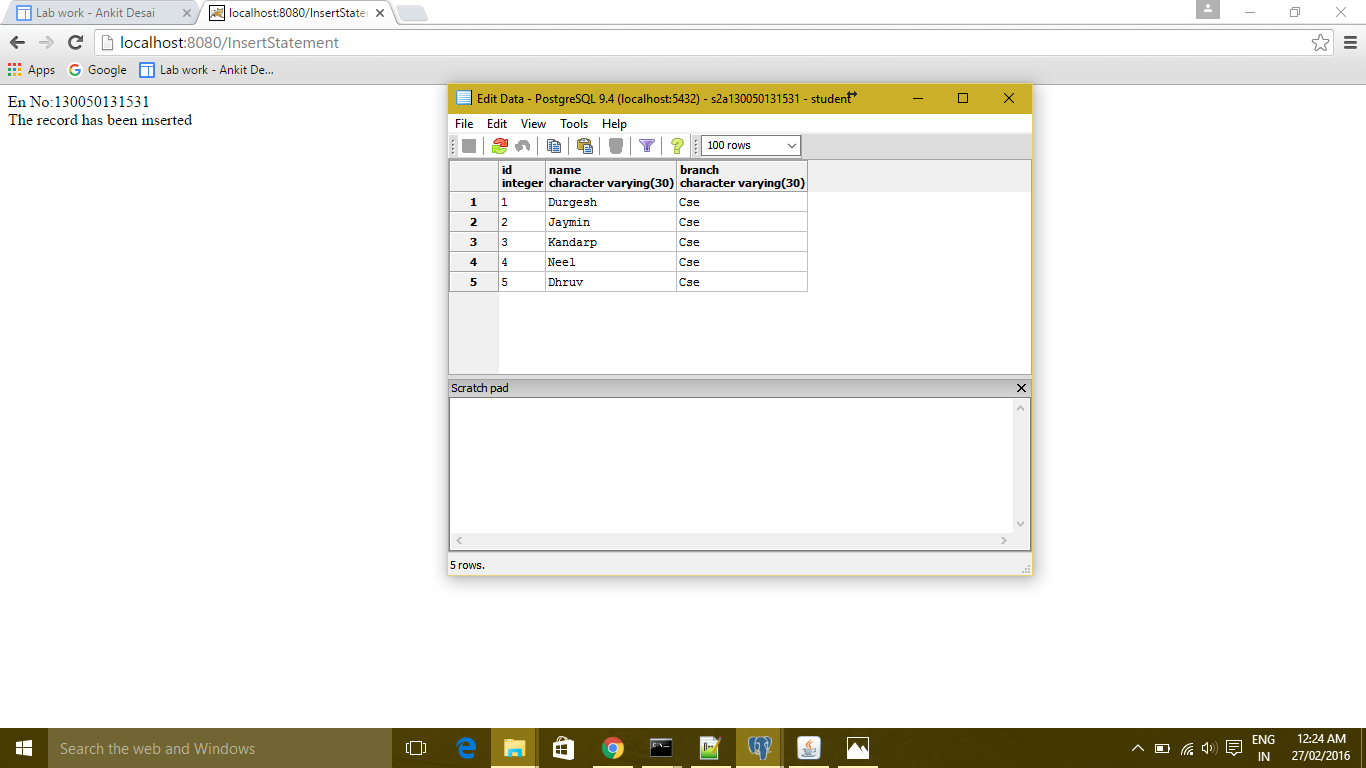 Lab work - Ankit Desai
localhost:8080/InsertState
localhost:8080/InsertStatement
Apps
Google
Lab work - Ankit De...
En No:130050131531
The record has been inserted
Edit Data - PostgreSQL 9.4 (localhost:5432) - s2a130050131531 - student
File Edit View Tools Help
100 rows
id name branch
integer character varying(30) character varying(30)
1 1 Durgesh Cse
2 2 Jaymin Cse
3 3 Kandarp Cse
4 4 Neel Cse
5 5 Dhruv Cse
Scratch pad
5 rows.
Search the web and Windows
ENG
IN
12:24 AM
27/02/2016